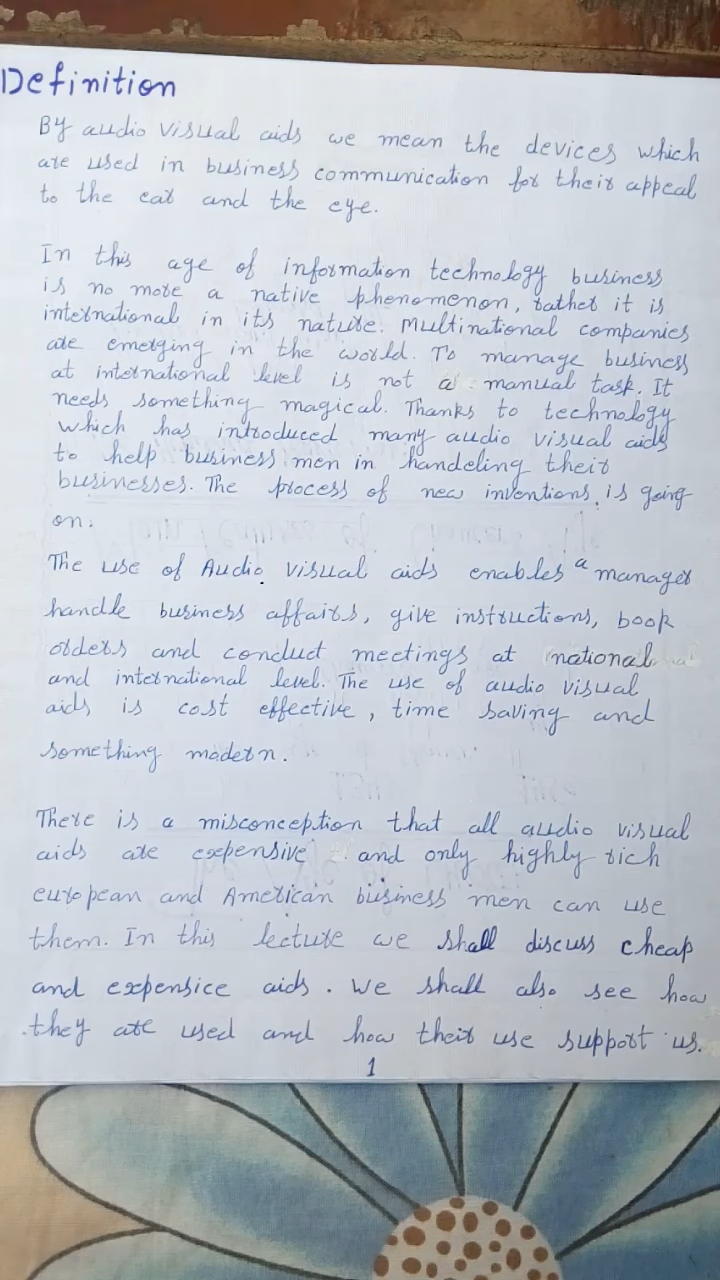 Definition
By audio visual aids we mean the devices which
are used in business communication for their appeal
to the ear and the eye.
In this age of information technology business
is no more a native phenomenon, rather it is
international in its nature. Multinational companies
are emerging in the world. To manage business
at international level is not a manual task. It
needs something magical. Thanks to technology
which has introduced many audio visual aids
to help business men in handeling their
businesses. The process of new inventions is going
on.
The use of Audio visual aids enables a manager
handle business affairs, give instructions, book
orders and conduct meetings at national
and international level. The use of audio visual
aids is cost effective, time saving and
something modern.
There is a misconception that all audio visual
aids are expensive and only highly rich
european and American business men can use
them. In this lecture we shall discuss cheap
and expensice aids. We shall also see how
they are used and how their use support us.
1